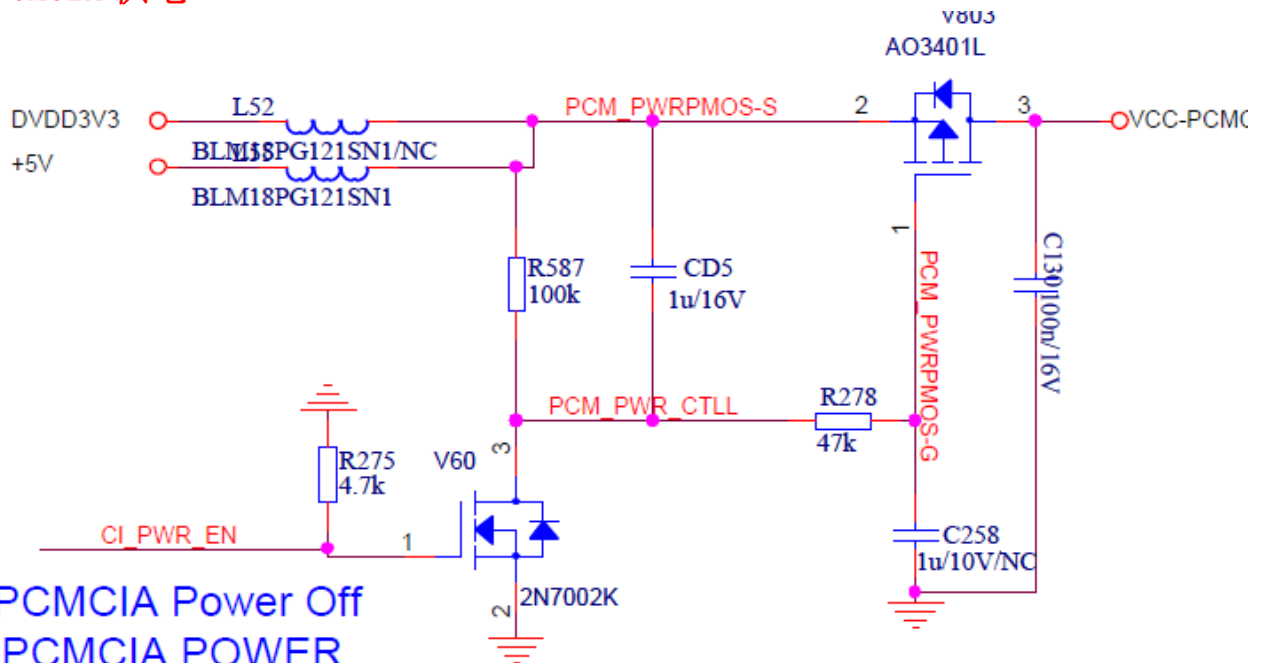 V803
AO3401L
DVDD3V3
L52
PCM_PWRPMOS-S
2
3
VCC-PCMC
BLM18PG121SN1/NC
+5V
BLM18PG121SN1
1
R587
100k
CD5
1u/16V
PCM_PWRPMOS-G
C130
100n/16V
PCM_PWR_CTLL
R278
47k
R275
4.7k
V60
3
CI_PWR_EN
1
C258
1u/10V/NC
2
2N7002K
PCMCIA Power Off
PCMCIA POWER